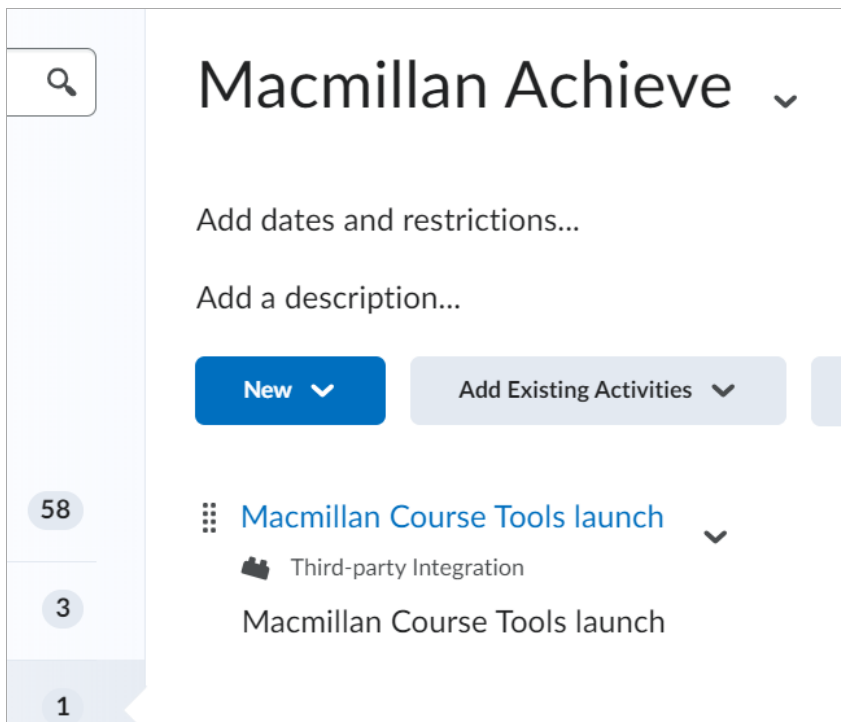 Macmillan Achieve
Add dates and restrictions...
Add a description...
New
Add Existing Activities
58
Macmillan Course Tools launch
Third-party Integration
3
Macmillan Course Tools launch
1